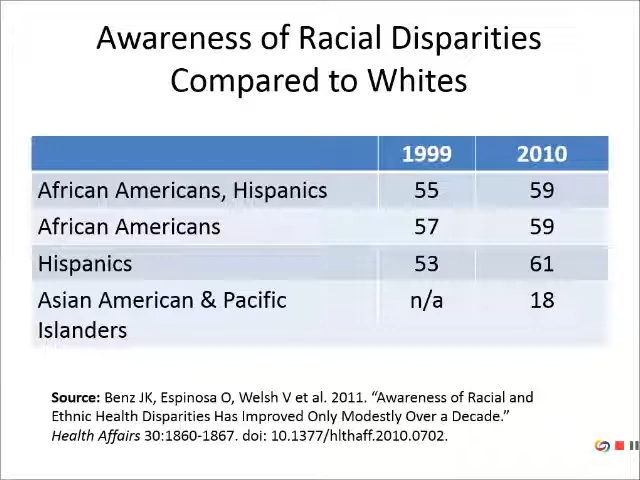 Awareness of Racial Disparities
Compared to Whites
1999 2010
African Americans, Hispanics 55 59
African Americans 57 59
Hispanics 53 61
Asian American & Pacific n/a 18
Islanders
Source: Benz JK, Espinosa O, Welsh V et al. 2011. “Awareness of Racial and
Ethnic Health Disparities Has Improved Only Modestly Over a Decade.”
Health Affairs 30:1860-1867. doi: 10.1377/hlthaff.2010.0702.